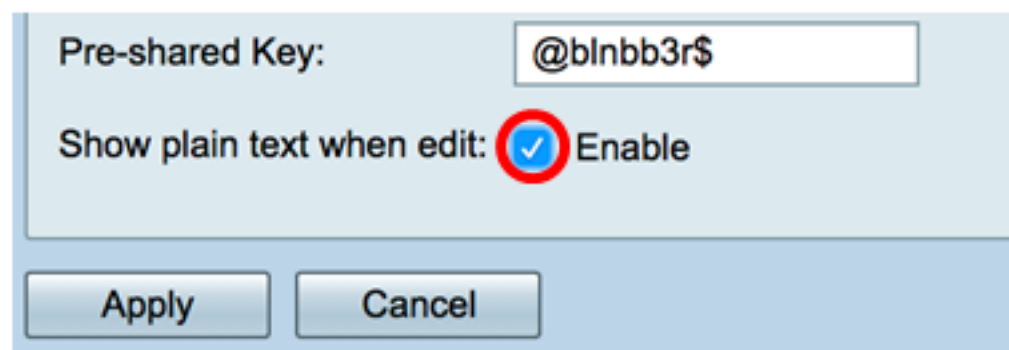 Pre-shared Key: @blnbb3r$
Show plain text when edit: Enable
Apply Cancel